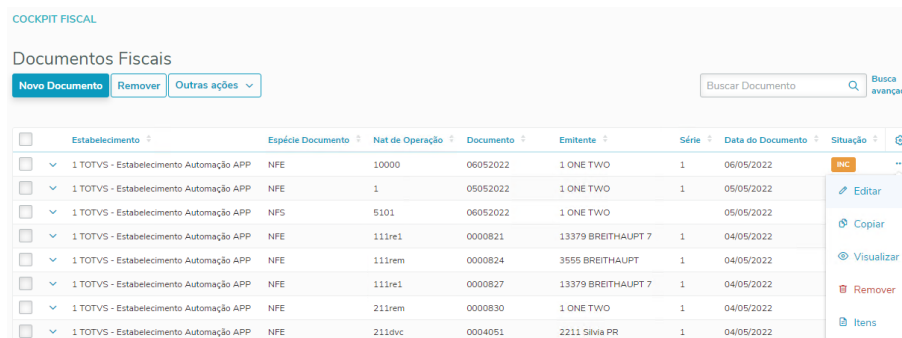 COCKPIT FISCAL
Documentos Fiscais
Novo Documento Remover Outras ações Buscar Documento Busca
avança
Estabelecimento Espécie Documento Nat de Operação Documento Emitente Série Data do Documento Situação
1 TOTVS - Estabelecimento Automação APP NFE 10000 06052022 1 ONE TWO 1 06/05/2022 INC
1 TOTVS - Estabelecimento Automação APP NFE 1 05052022 1 ONE TWO 1 05/05/2022 Editar
1 TOTVS - Estabelecimento Automação APP NFS 5101 06052022 1 ONE TWO 05/05/2022 Copiar
1 TOTVS - Estabelecimento Automação APP NFE 111re1 0000821 13379 BREITHAUPT 7 1 04/05/2022
1 TOTVS - Estabelecimento Automação APP NFE 111rem 0000824 3555 BREITHAUPT 1 04/05/2022 Visualizar
1 TOTVS - Estabelecimento Automação APP NFE 111re1 0000827 13379 BREITHAUPT 7 1 04/05/2022 Remover
1 TOTVS - Estabelecimento Automação APP NFE 211rem 0000830 1 ONE TWO 1 04/05/2022
1 TOTVS - Estabelecimento Automação APP NFE 211dvc 0004051 2211 Silvia PR 1 04/05/2022 Itens